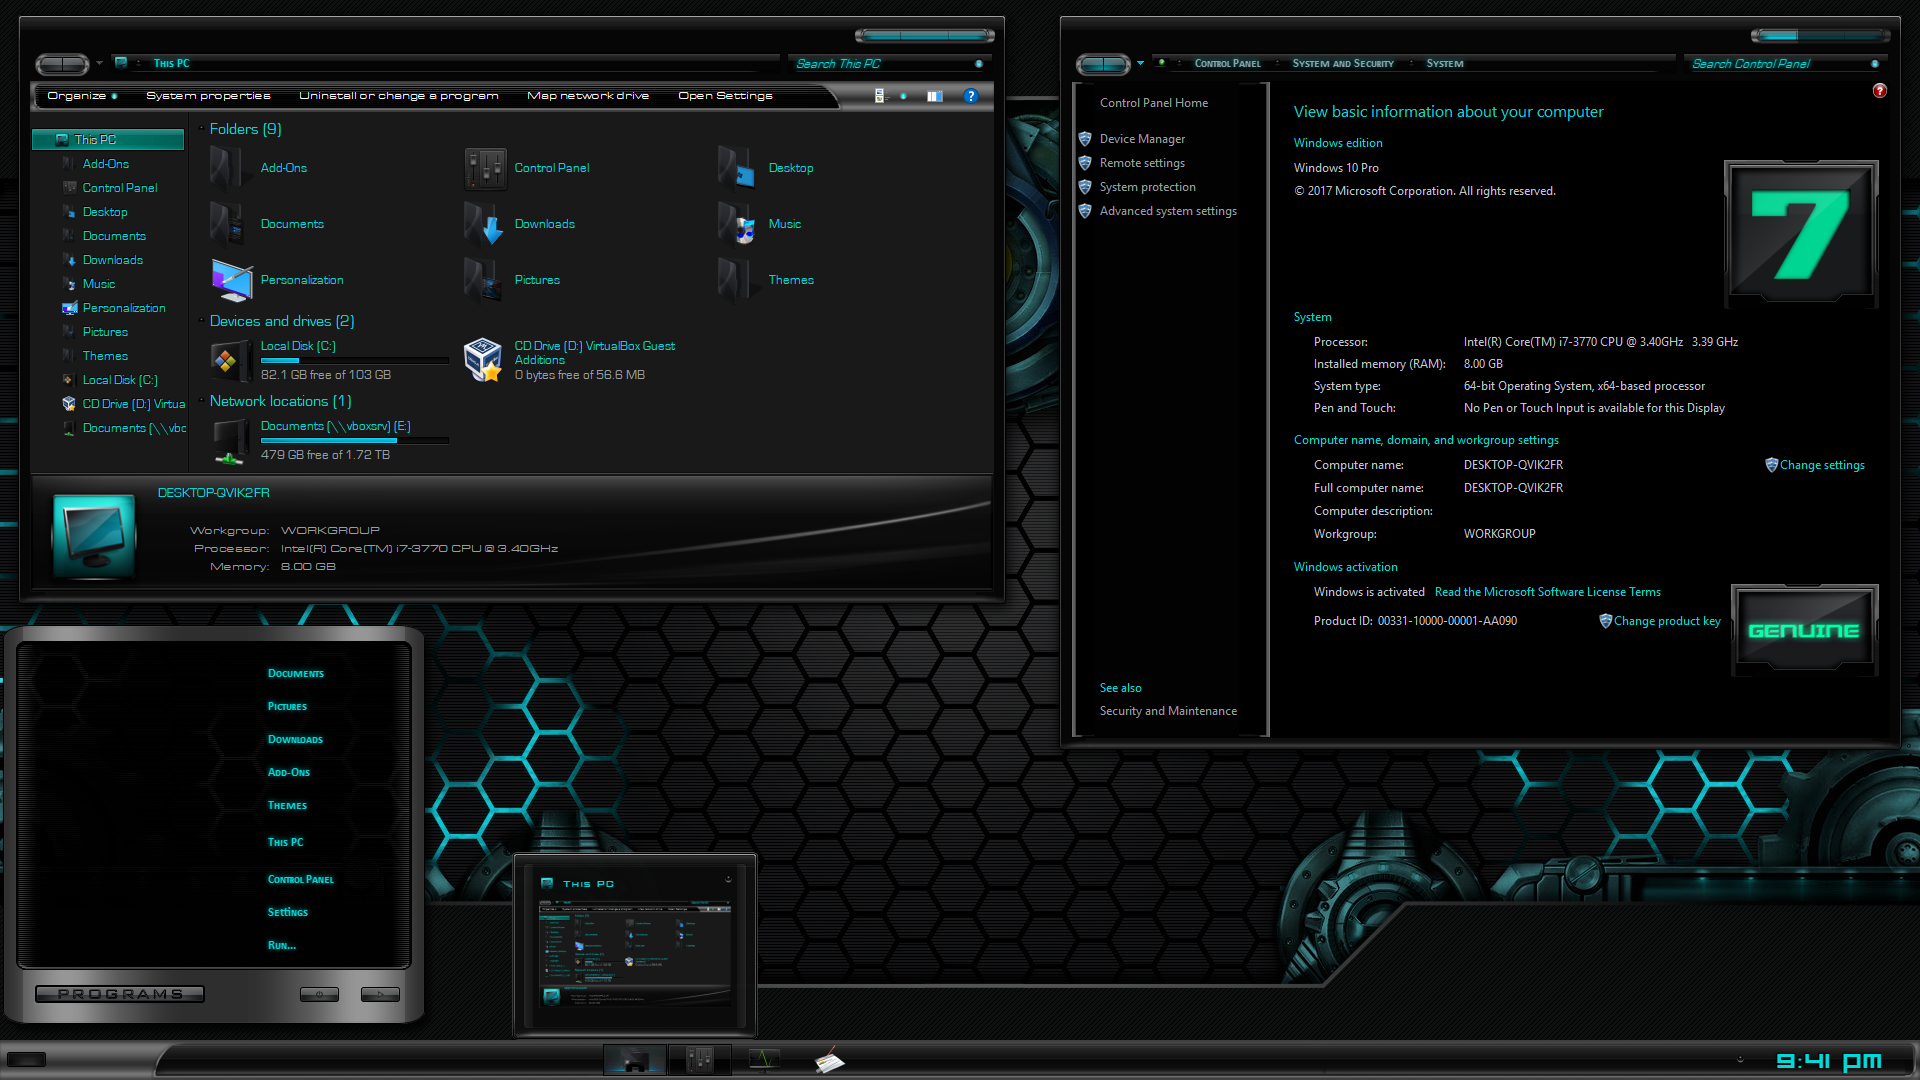 This PC
Search This PC
Organize System properties Uninstall or change a program Map network drive Open Settings
This PC
Add-Ons
Control Panel
Desktop
Documents
Downloads
Music
Personalization
Pictures
Themes
Local Disk (C:)
CD Drive (D:) Virtua
Documents (\\vbo
Folders (9)
Add-Ons Control Panel Desktop
Documents Downloads Music
Personalization Pictures Themes
Devices and drives (2)
Local Disk (C:)
82.1 GB free of 103 GB
CD Drive (D:) VirtualBox Guest
Additions
0 bytes free of 56.6 MB
Network locations (1)
Documents (\\vboxsrv) (E:)
479 GB free of 1.72 TB
DESKTOP-QVIK2FR
Workgroup: WORKGROUP
Processor: Intel(R) Core(TM) i7-3770 CPU @ 3.40GHz
Memory: 8.00 GB
Control Panel System and Security System
Search Control Panel
Control Panel Home
Device Manager
Remote settings
System protection
Advanced system settings
See also
Security and Maintenance
View basic information about your computer
Windows edition
Windows 10 Pro
© 2017 Microsoft Corporation. All rights reserved.
7
System
Processor: Intel(R) Core(TM) i7-3770 CPU @ 3.40GHz 3.39 GHz
Installed memory (RAM): 8.00 GB
System type: 64-bit Operating System, x64-based processor
Pen and Touch: No Pen or Touch Input is available for this Display
Computer name, domain, and workgroup settings
Computer name: DESKTOP-QVIK2FR Change settings
Full computer name: DESKTOP-QVIK2FR
Computer description:
Workgroup: WORKGROUP
Windows activation
Windows is activated Read the Microsoft Software License Terms
Product ID: 00331-10000-00001-AA090 Change product key
GENUINE
Documents
Pictures
Downloads
Add-Ons
Themes
This PC
Control Panel
Settings
Run...
PROGRAMS
This PC
9:41 PM